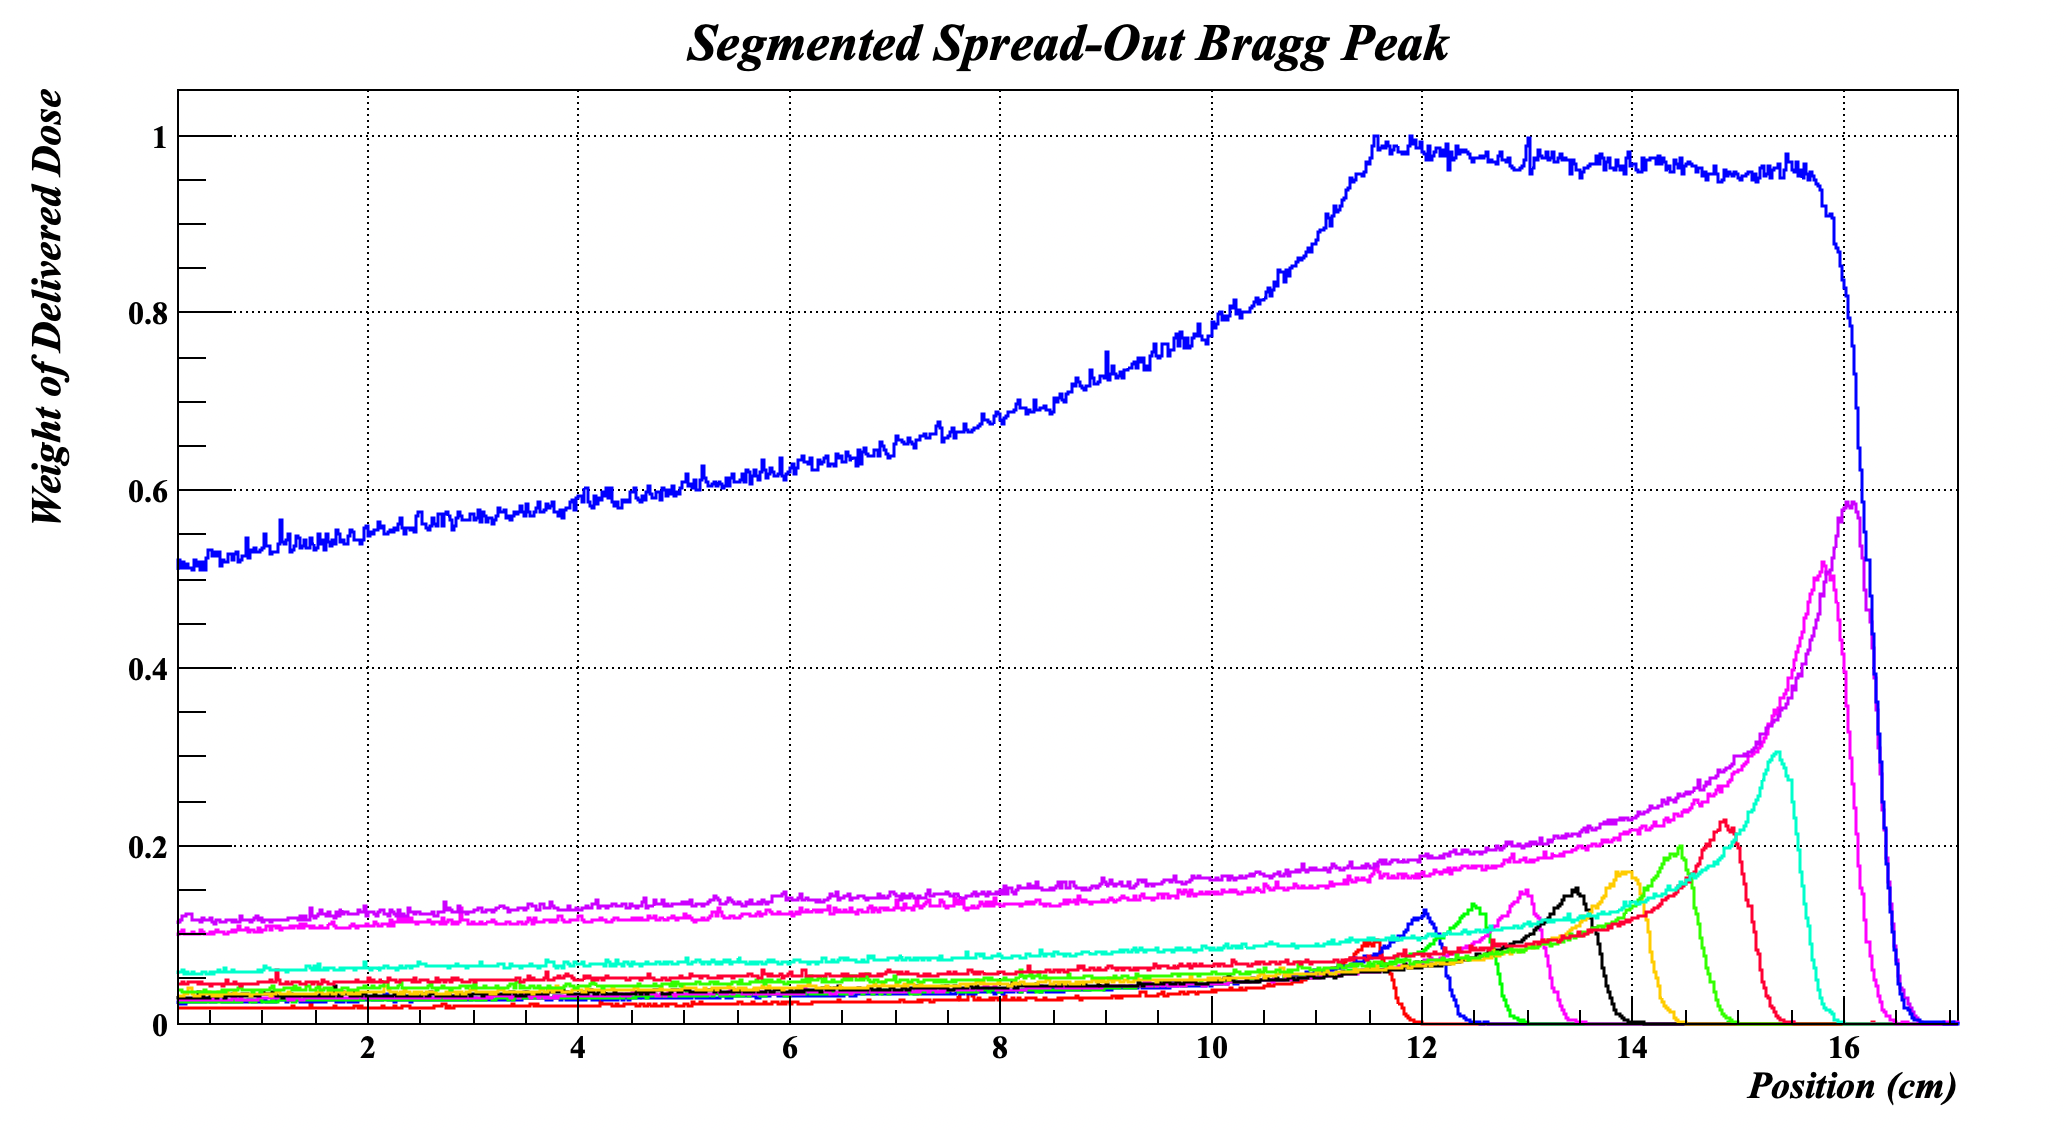 Segmented Spread-Out Bragg Peak
Weight of Delivered Dose
1
0.8
0.6
0.4
0.2
0
2 4 6 8 10 12 14 16
Position (cm)